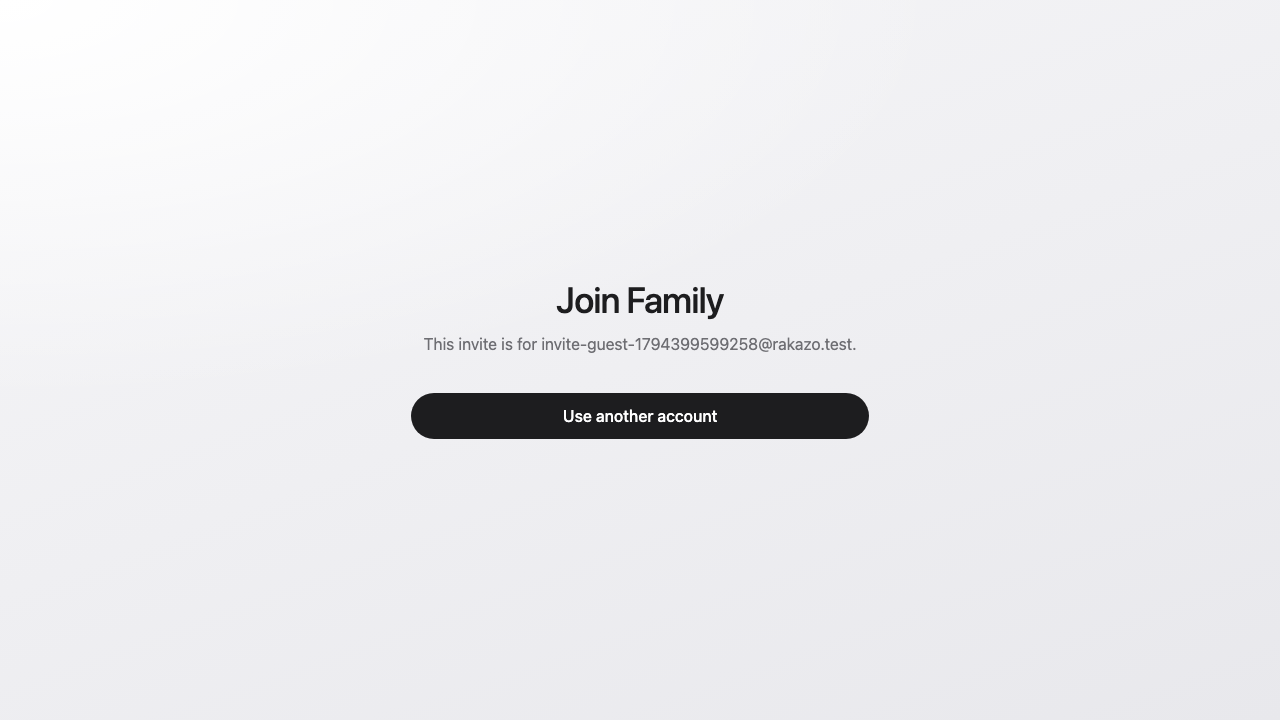 Join Family
This invite is for invite-guest-1794399599258@rakazo.test.
Use another account